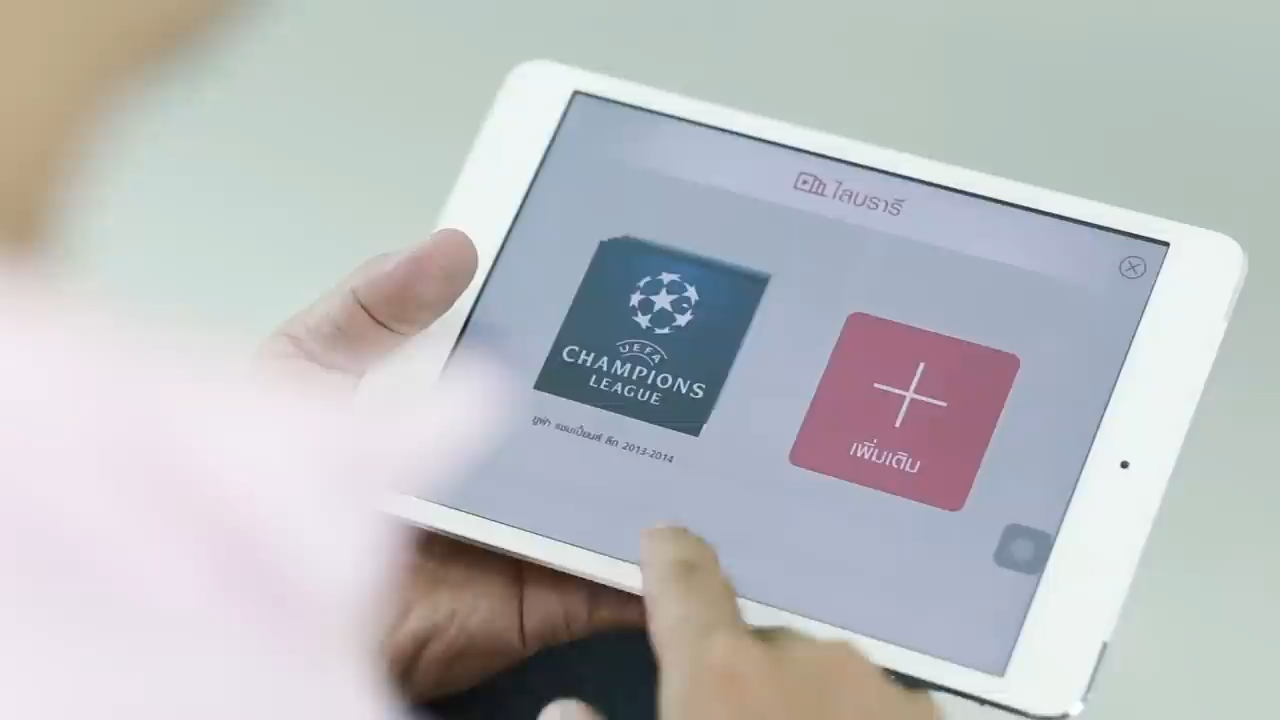 ไลบรารี
UEFA
CHAMPIONS
LEAGUE
ยูฟ่า แชมเปี้ยนส์ ลีก 2013-2014
เพิ่มเติม